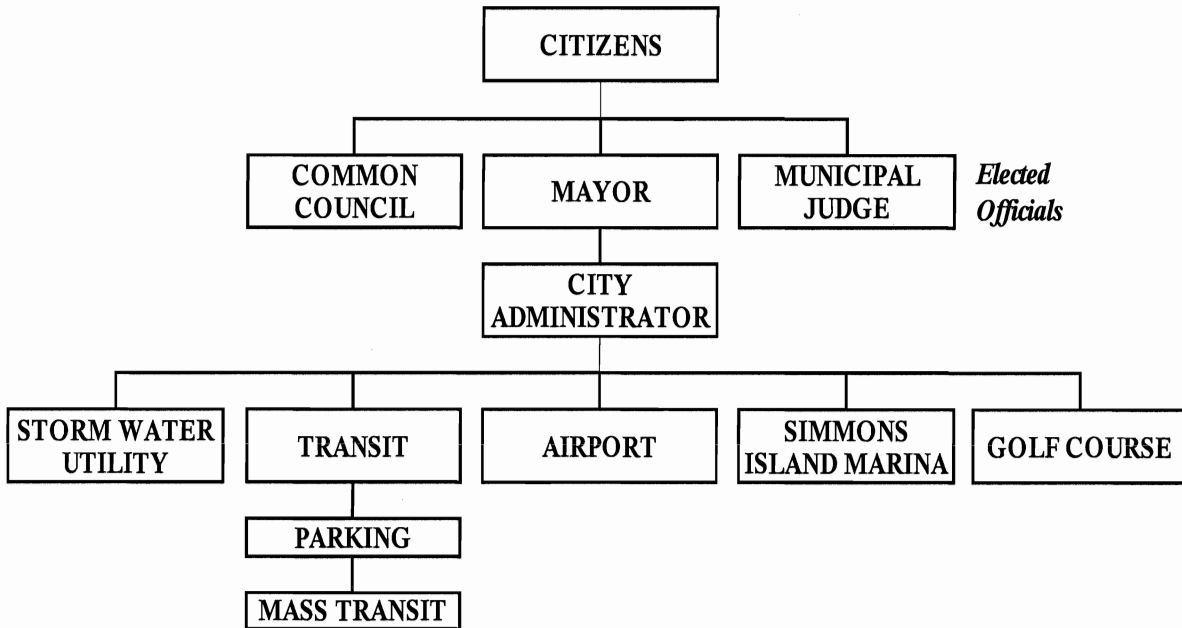 CITIZENS
COMMON
COUNCIL
MAYOR
MUNICIPAL
JUDGE
Elected
Officials
CITY
ADMINISTRATOR
STORM WATER
UTILITY
TRANSIT
AIRPORT
SIMMONS
ISLAND MARINA
GOLF COURSE
PARKING
MASS TRANSIT